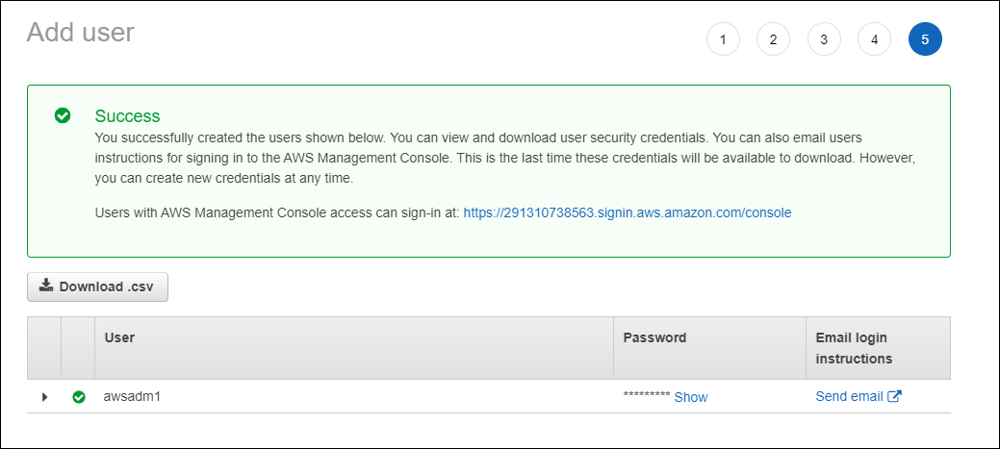 Add user
1 2 3 4 5
Success
You successfully created the users shown below. You can view and download user security credentials. You can also email users
instructions for signing in to the AWS Management Console. This is the last time these credentials will be available to download. However,
you can create new credentials at any time.
Users with AWS Management Console access can sign-in at: https://291310738563.signin.aws.amazon.com/console
Download .csv
User Password Email login
instructions
awsadm1 ********* Show Send email